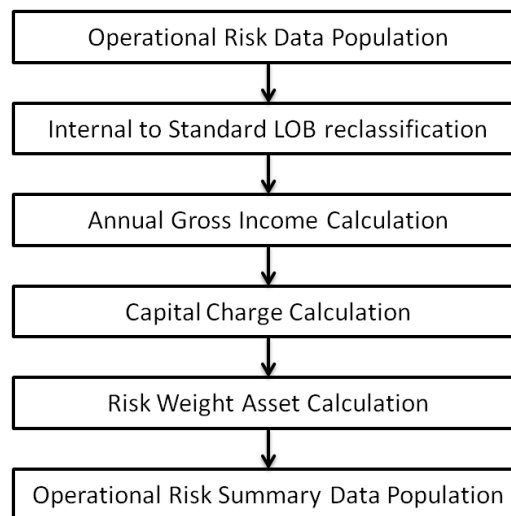 Operational Risk Data Population
Internal to Standard LOB reclassification
Annual Gross Income Calculation
Capital Charge Calculation
Risk Weight Asset Calculation
Operational Risk Summary Data Population